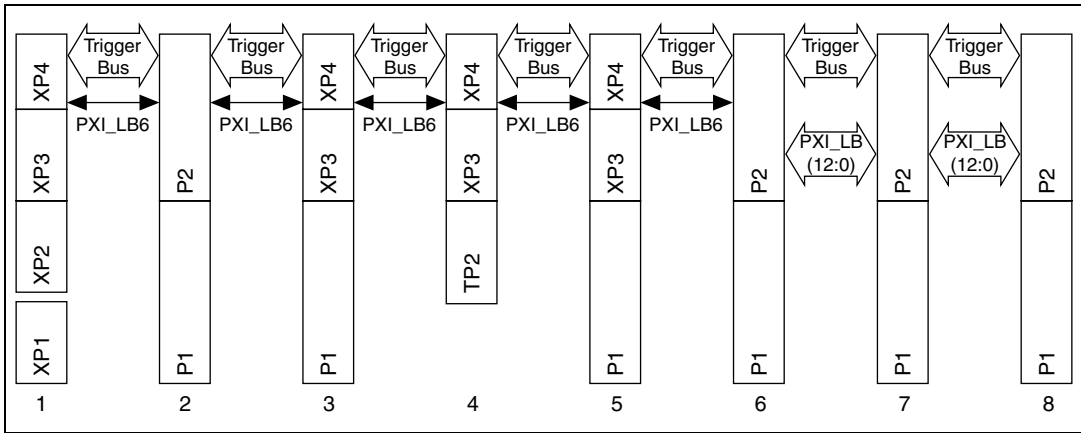 Trigger
Bus
Trigger
Bus
Trigger
Bus
Trigger
Bus
Trigger
Bus
Trigger
Bus
Trigger
Bus
PXI_LB6
PXI_LB6
PXI_LB6
PXI_LB6
PXI_LB6
PXI_LB
(12:0)
PXI_LB
(12:0)
XP4
XP3
XP2
XP1
1
P2
P1
2
XP4
XP3
P1
3
XP4
XP3
TP2
4
XP4
XP3
P1
5
P2
P1
6
P2
P1
7
P2
P1
8